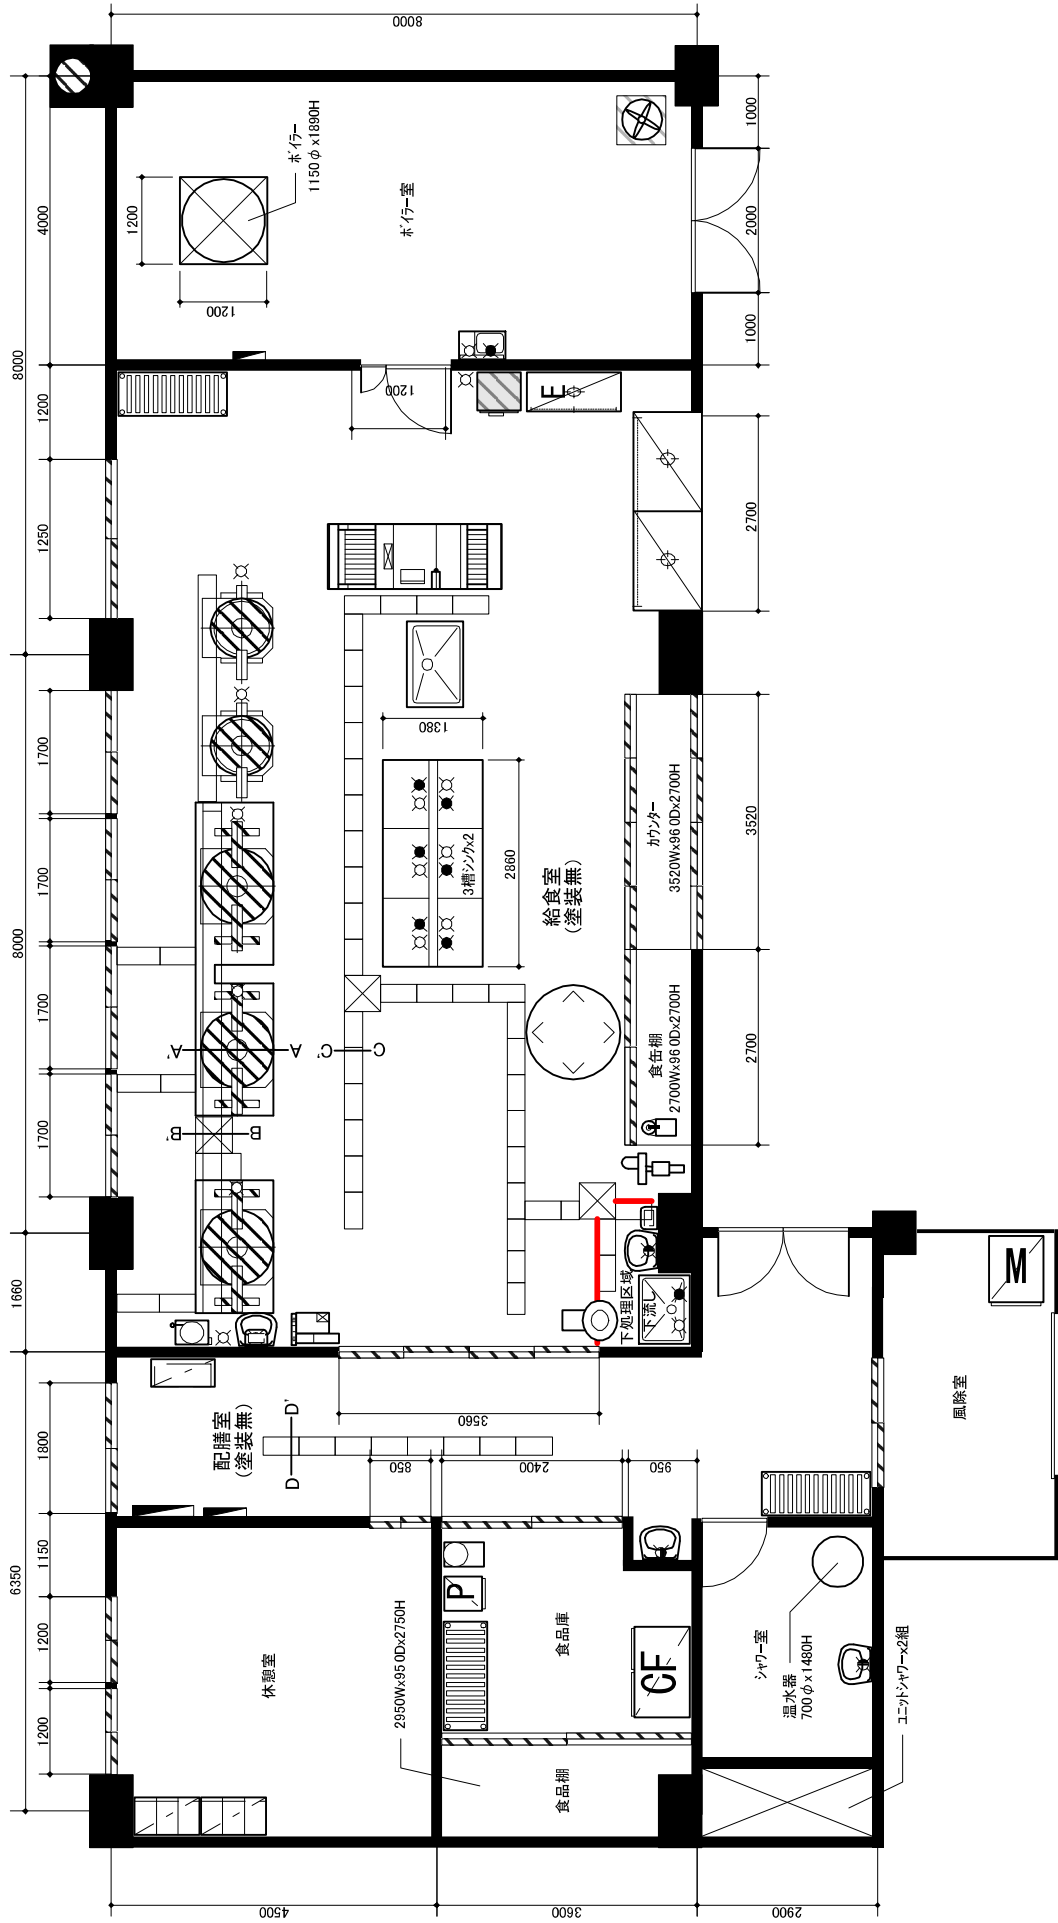 8000
4000
8000
1200
1250
1700
1700
8000
1700
1700
1660
1800
1150
6350
1200
1200
1200
1200
ボイラー
1150φx1890H
ボイラー室
1000
2000
1000
1200
E
2700
1380
3槽シンクx2
2860
給食室
(塗装無)
カウンター
3520Wx960Dx2700H
3520
食缶棚
2700Wx960Dx2700H
2700
A'
A
C'
C
B'
B
下処理区域
下流し
M
風除室
配膳室
(塗装無)
D'
D
3560
850
2400
950
休憩室
2950Wx950Dx2750H
P
食品庫
CF
食品棚
シャワー室
温水器
700φx1480H
ユニットシャワーx2組
4500
3600
2900